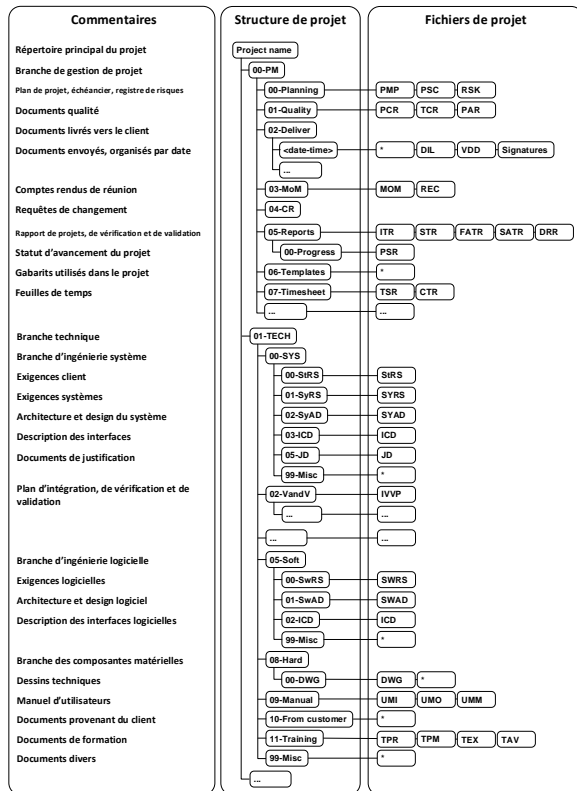 Commentaires Structure de projet Fichiers de projet
Répertoire principal du projet Project name
Branche de gestion de projet 00-PM
Plan de projet, échéancier, registre de risques 00-Planning PMP PSC RSK
Documents qualité 01-Quality PCR TCR PAR
Documents livrés vers le client 02-Deliver
Documents envoyés, organisés par date <date-time> * DIL VDD Signatures
...
Comptes rendus de réunion 03-MoM MOM REC
Requêtes de changement 04-CR
Rapport de projets, de vérification et de validation 05-Reports ITR STR FATR SATR DRR
Statut d'avancement du projet 00-Progress PSR
Gabarits utilisés dans le projet 06-Templates *
Feuilles de temps 07-Timesheet TSR CTR
... ...
Branche technique 01-TECH
Branche d'ingénierie système 00-SYS
Exigences client 00-StRS StRS
Exigences systèmes 01-SyRS SYRS
Architecture et design du système 02-SyAD SYAD
Description des interfaces 03-ICD ICD
Documents de justification 05-JD JD
99-Misc *
Plan d'intégration, de vérification et de 02-VandV IVVP
validation
... ...
... ...
Branche d'ingénierie logicielle 05-Soft
Exigences logicielles 00-SwRS SWRS
Architecture et design logiciel 01-SwAD SWAD
Description des interfaces logicielles 02-ICD ICD
99-Misc *
Branche des composantes matérielles 08-Hard
Dessins techniques 00-DWG DWG *
Manuel d'utilisateurs 09-Manual UMI UMO UMM
Documents provenant du client 10-From customer *
Documents de formation 11-Training TPR TPM TEX TAV
Documents divers 99-Misc *
...